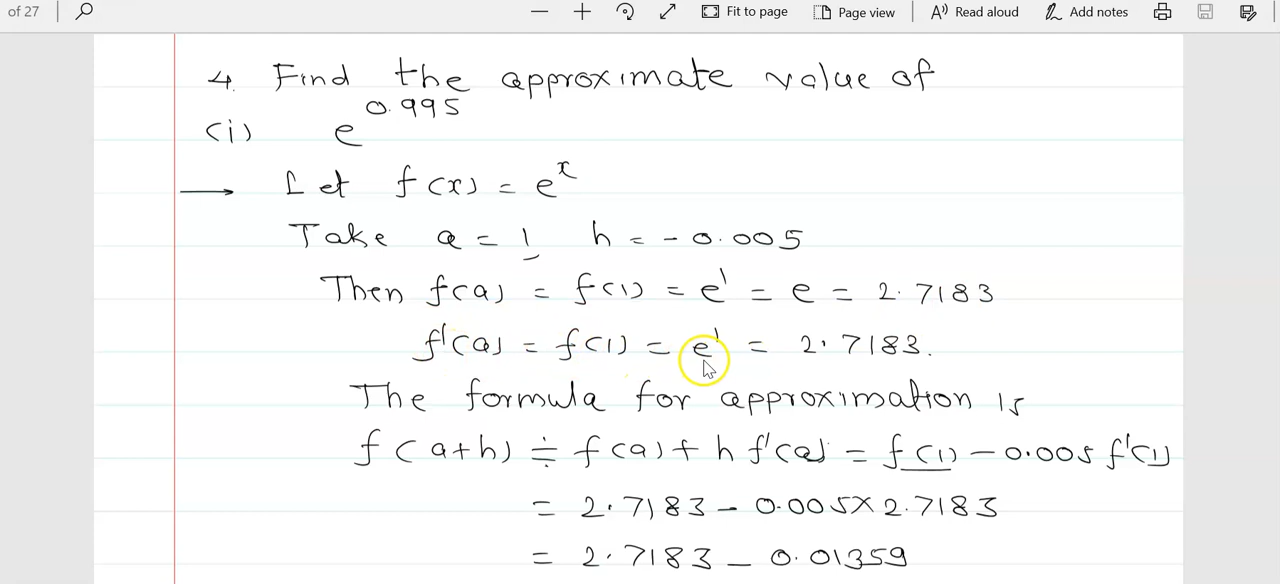 of 27 Fit to page Page view Read aloud Add notes
4. Find the approximate value of
(i) e^0.995
→ Let f(x) = e^x
Take a = 1, h = -0.005
Then f(a) = f(1) = e^1 = e = 2.7183
f'(a) = f(1) = e^1 = 2.7183.
The formula for approximation is
f(a+h) ≑ f(a) + h f'(a) = f(1) - 0.005 f'(1)
= 2.7183 - 0.005 × 2.7183
= 2.7183 - 0.01359